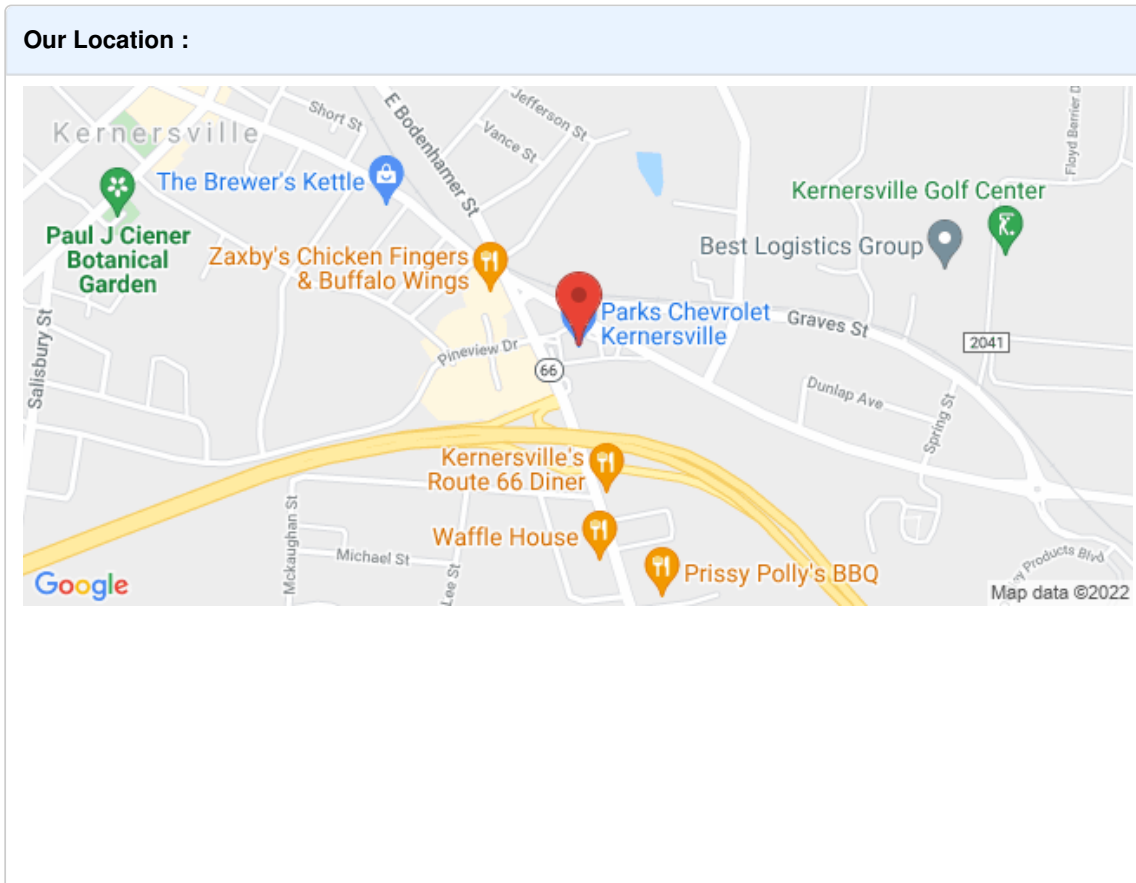 Our Location :
Short St
E Bodenhamer St
Jefferson St
Vance St
Floyd Berrier
Kernersville
The Brewer's Kettle
Kernersville Golf Center
Paul J Ciener
Botanical
Garden
Zaxby's Chicken Fingers
& Buffalo Wings
Best Logistics Group
Parks Chevrolet
Kernersville
Graves St
Salisbury St
Pineview Dr
66
2041
Dunlap Ave
Spring St
Kernersville's
Route 66 Diner
Mckaughan St
Waffle House
Michael St
Lee St
Prissy Polly's BBQ
Products Blvd
Google
Map data ©2022